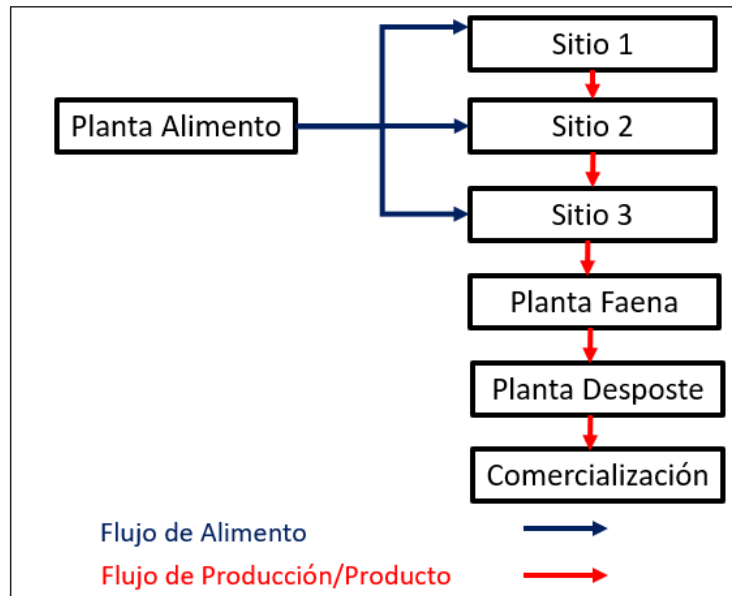 Sitio 1
Planta Alimento
Sitio 2
Sitio 3
Planta Faena
Planta Desposte
Comercialización
Flujo de Alimento
Flujo de Producción/Producto